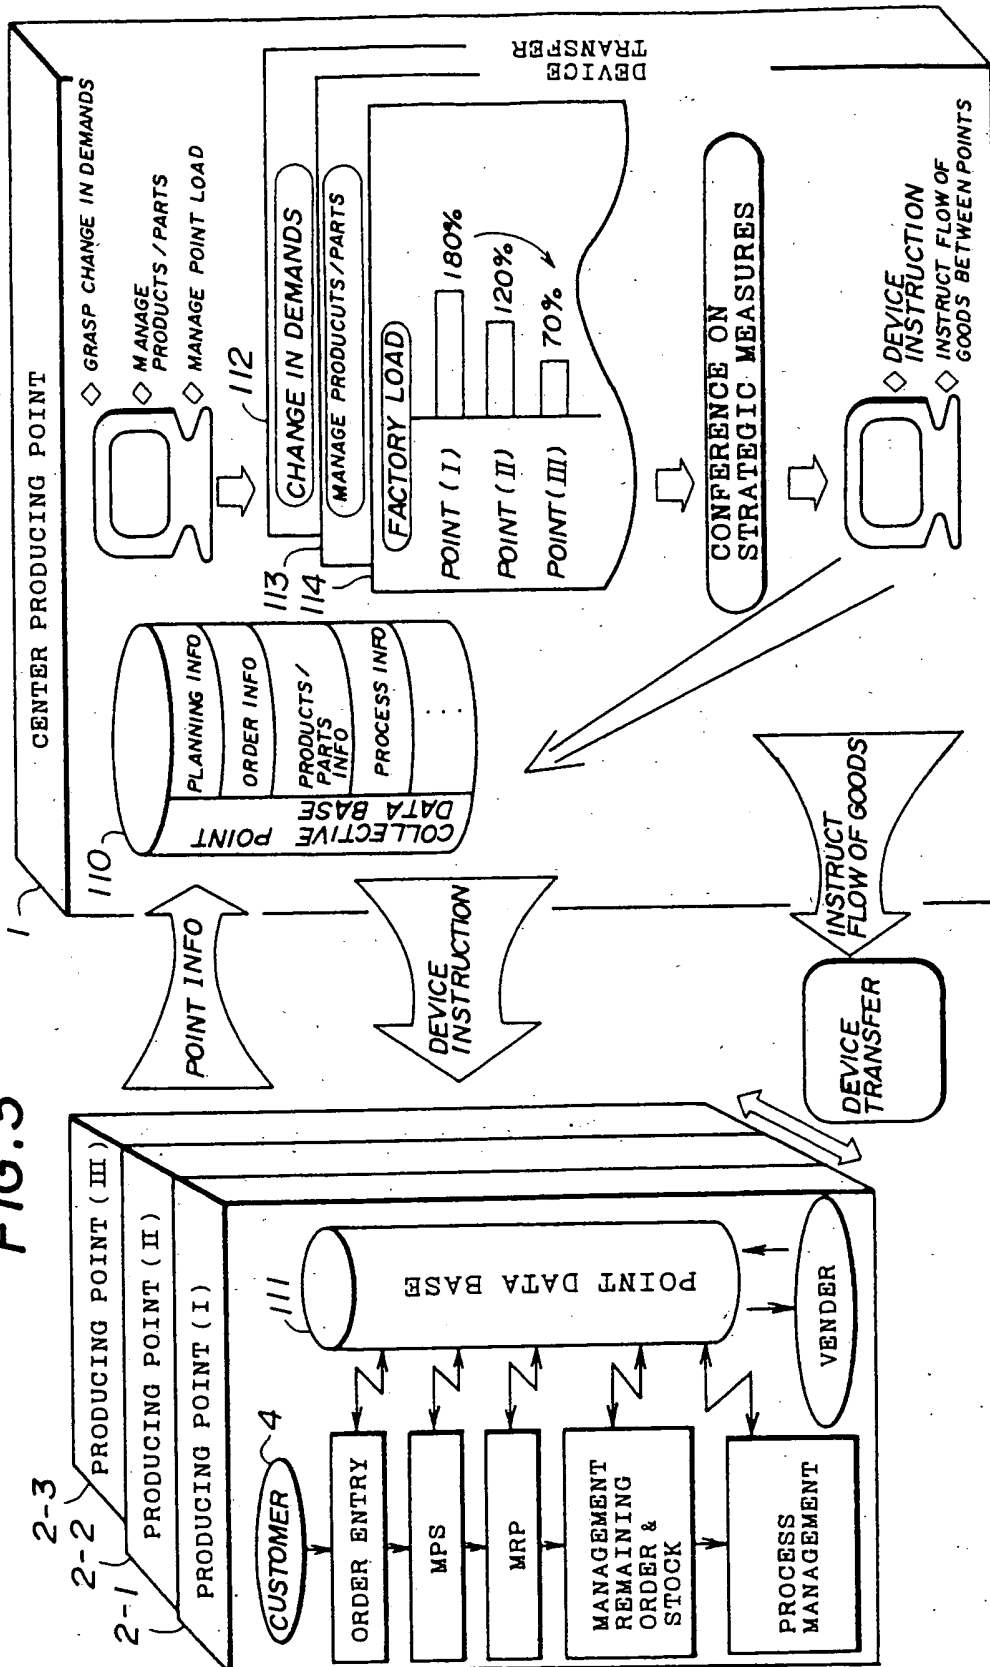 FIG. 3
1
CENTER PRODUCING POINT
110
COLLECTIVE POINT
DATA BASE
PLANNING INFO
ORDER INFO
PRODUCTS/
PARTS
INFO
PROCESS INFO
...
◇ GRASP CHANGE IN DEMANDS
◇ MANAGE
PRODUCTS/PARTS
◇ MANAGE POINT LOAD
112
CHANGE IN DEMANDS
113
MANAGE PRODUCUTS/PARTS
114
FACTORY LOAD
POINT (I)
180%
POINT (II)
120%
POINT (III)
70%
DEVICE
TRANSFER
CONFERENCE ON
STRATEGIC MEASURES
◇ DEVICE
INSTRUCTION
◇ INSTRUCT FLOW OF
GOODS BETWEEN POINTS
POINT INFO
DEVICE
INSTRUCTION
INSTRUCT
FLOW OF GOODS
DEVICE
TRANSFER
2-3
PRODUCING POINT (III)
2-2
PRODUCING POINT (II)
2-1
PRODUCING POINT (I)
CUSTOMER
4
111
POINT DATA BASE
ORDER ENTRY
MPS
MRP
MANAGEMENT
REMAINING
ORDER &
STOCK
PROCESS
MANAGEMENT
VENDER